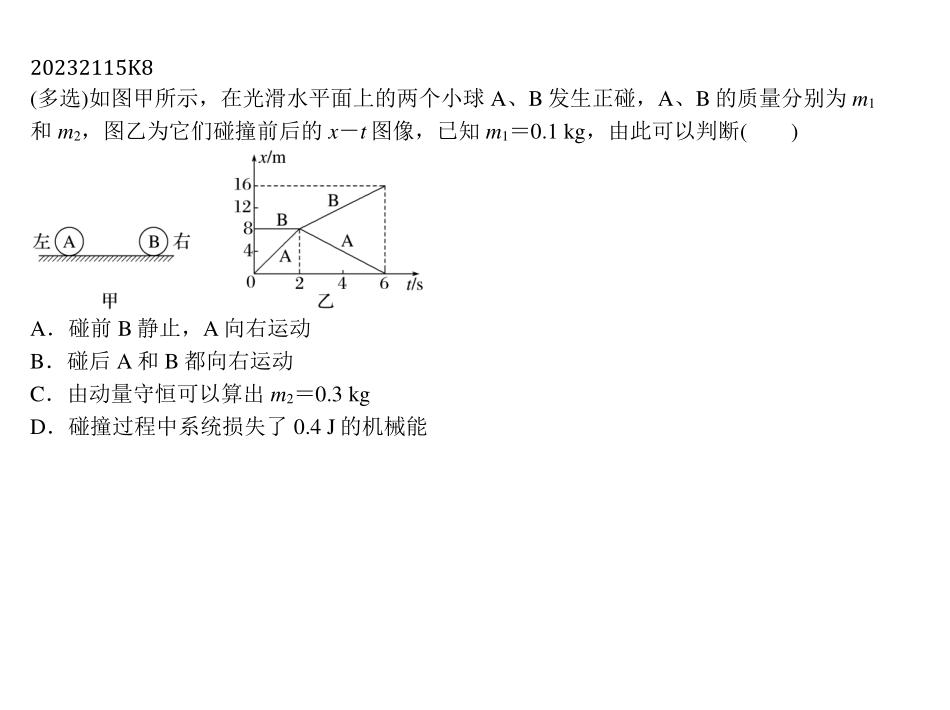 20232115K8
(多选)如图甲所示，在光滑水平面上的两个小球 A、B 发生正碰，A、B 的质量分别为 m₁
和 m₂，图乙为它们碰撞前后的 x－t 图像，已知 m₁＝0.1 kg，由此可以判断(　　)
左 A B 右
甲
x/m
16
12
8
4
0 2 4 6 t/s
B
B
A
A
乙
A．碰前 B 静止，A 向右运动
B．碰后 A 和 B 都向右运动
C．由动量守恒可以算出 m₂＝0.3 kg
D．碰撞过程中系统损失了 0.4 J 的机械能